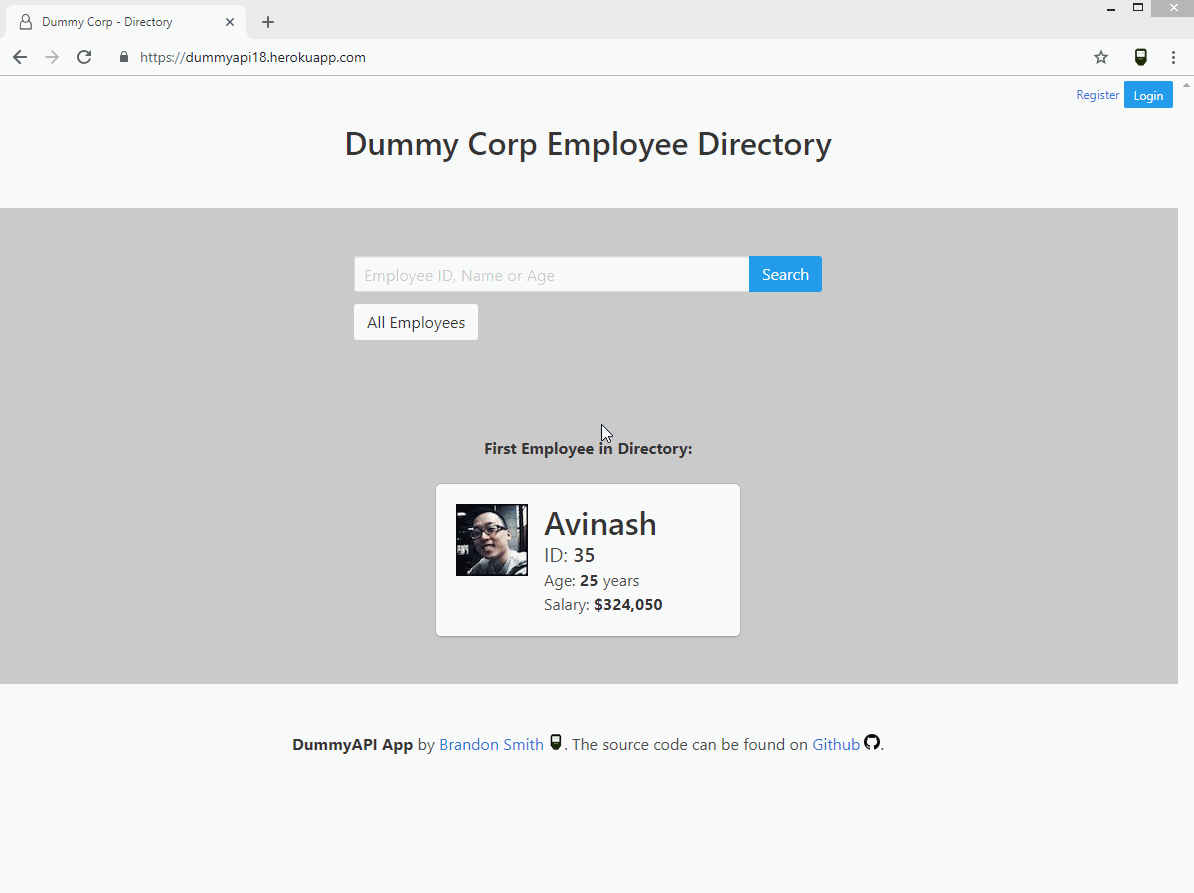 Dummy Corp - Directory
https://dummyapi18.herokuapp.com
Register Login
Dummy Corp Employee Directory
Employee ID, Name or Age Search
All Employees
First Employee in Directory:
Avinash
ID: 35
Age: 25 years
Salary: $324,050
DummyAPI App by Brandon Smith. The source code can be found on Github.